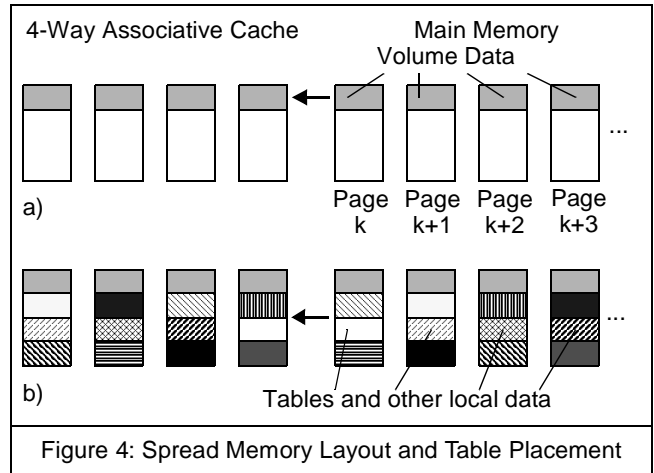 4-Way Associative Cache Main Memory
Volume Data
...
a)
Page Page Page Page
k k+1 k+2 k+3
...
b)
Tables and other local data
Figure 4: Spread Memory Layout and Table Placement